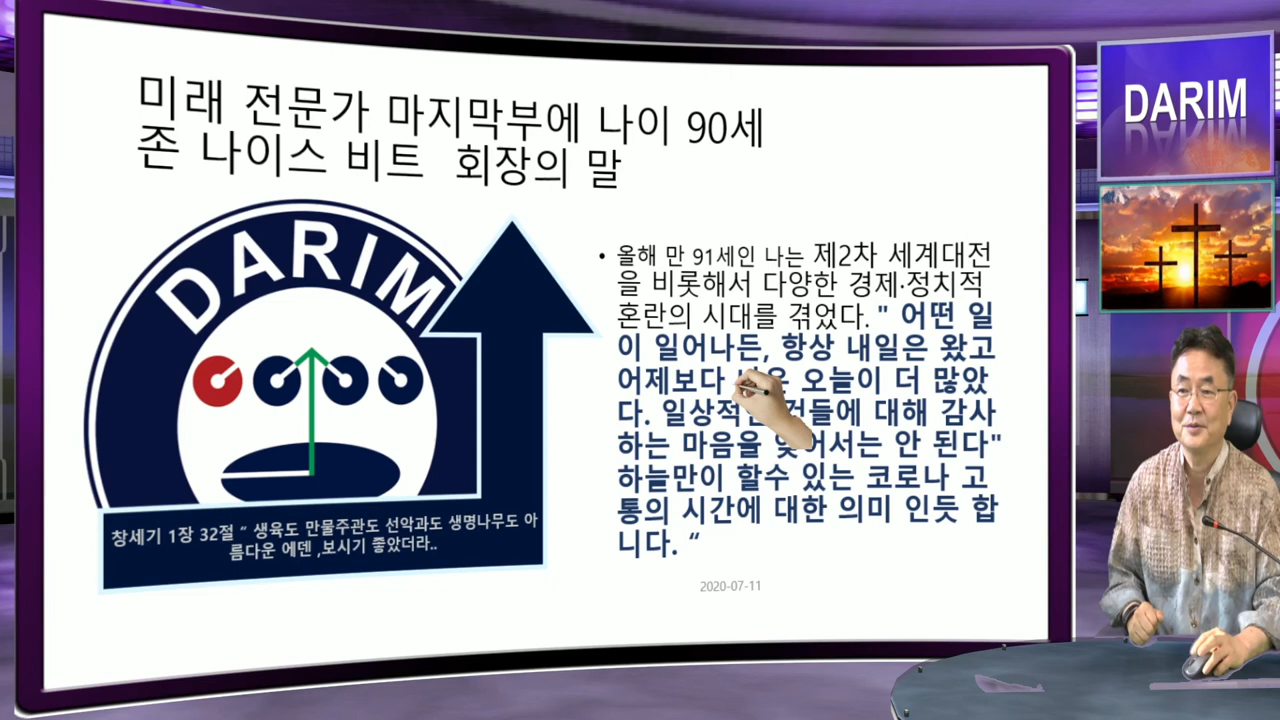 미래 전문가 마지막부에 나이 90세
존 나이스 비트 회장의 말
DARIM
창세기 1장 32절 “ 생육도 만물주관도 선악과도 생명나무도 아
름다운 에덴 ,보시기 좋았더라..
• 올해 만 91세인 나는 제2차 세계대전
을 비롯해서 다양한 경제·정치적
혼란의 시대를 겪었다. " 어떤 일
이 일어나든, 항상 내일은 왔고
어제보다 오늘이 더 많았
다. 일상적인 것들에 대해 감사
하는 마음을 잊어서는 안 된다"
하늘만이 할수 있는 코로나 고
통의 시간에 대한 의미 인듯 합
니다. “
2020-07-11
DARIM